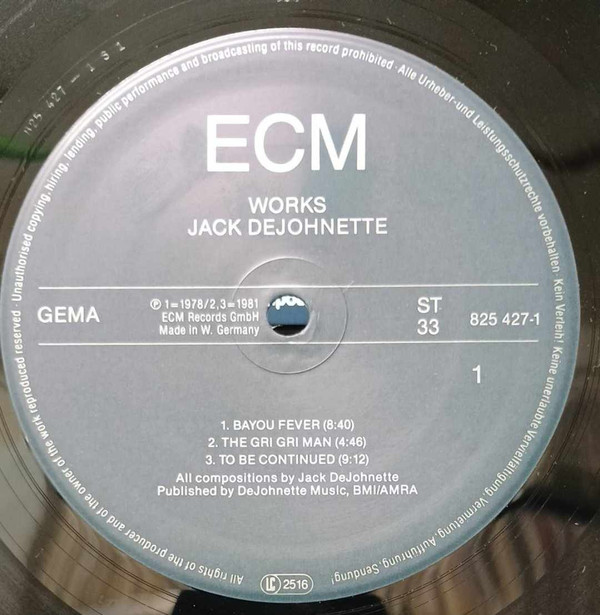 All rights of the producer and of the owner of the work reproduced reserved · Unauthorised copying, hiring, lending, public performance and broadcasting of this record prohibited · Alle Urheber- und Leistungsschutzrechte vorbehalten · Kein Verleih! Keine unerlaubte Vervielfältigung, Vermietung, Aufführung, Sendung!
ECM
WORKS
JACK DEJOHNETTE
GEMA
℗ 1=1978/2,3=1981
ECM Records GmbH
Made in W. Germany
ST
33
825 427-1
1
1. BAYOU FEVER (8:40)
2. THE GRI GRI MAN (4:46)
3. TO BE CONTINUED (9:12)
All compositions by Jack DeJohnette
Published by DeJohnette Music, BMI/AMRA
LC 2516